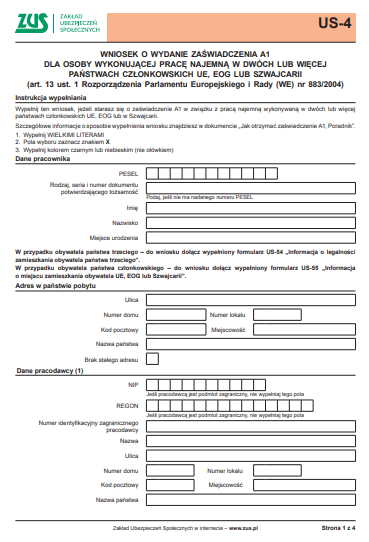 ZUS
ZAKŁAD
UBEZPIECZEŃ
SPOŁECZNYCH
US-4
WNIOSEK O WYDANIE ZAŚWIADCZENIA A1
DLA OSOBY WYKONUJĄCEJ PRACĘ NAJEMNĄ W DWÓCH LUB WIĘCEJ
PAŃSTWACH CZŁONKOWSKICH UE, EOG LUB SZWAJCARII
(art. 13 ust. 1 Rozporządzenia Parlamentu Europejskiego i Rady (WE) nr 883/2004)
Instrukcja wypełniania
Wypełnij ten wniosek, jeżeli starasz się o zaświadczenie A1 w związku z pracą najemną wykonywaną w dwóch lub więcej
państwach członkowskich UE, EOG lub w Szwajcarii.
Szczegółowe informacje o sposobie wypełnienia wniosku znajdziesz w dokumencie „Jak otrzymać zaświadczenie A1, Poradnik”.
1. Wypełnij WIELKIMI LITERAMI
2. Pola wyboru zaznacz znakiem X
3. Wypełnij kolorem czarnym lub niebieskim (nie ołówkiem)
Dane pracownika
PESEL
Rodzaj, seria i numer dokumentu
potwierdzającego tożsamość
Podaj, jeśli nie ma nadanego numeru PESEL
Imię
Nazwisko
Miejsce urodzenia
W przypadku obywatela państwa trzeciego – do wniosku dołącz wypełniony formularz US-54 „Informacja o legalności
zamieszkania obywatela państwa trzeciego”.
W przypadku obywatela państwa członkowskiego – do wniosku dołącz wypełniony formularz US-55 „Informacja
o miejscu zamieszkania obywatela UE, EOG lub Szwajcarii”.
Adres w państwie pobytu
Ulica
Numer domu Numer lokalu
Kod pocztowy Miejscowość
Nazwa państwa
Brak stałego adresu
Dane pracodawcy (1)
NIP
Jeśli pracodawcą jest podmiot zagraniczny, nie wypełniaj tego pola
REGON
Jeśli pracodawcą jest podmiot zagraniczny, nie wypełniaj tego pola
Numer identyfikacyjny zagranicznego
pracodawcy
Nazwa
Ulica
Numer domu Numer lokalu
Kod pocztowy Miejscowość
Nazwa państwa
Zakład Ubezpieczeń Społecznych w internecie – www.zus.pl Strona 1 z 4